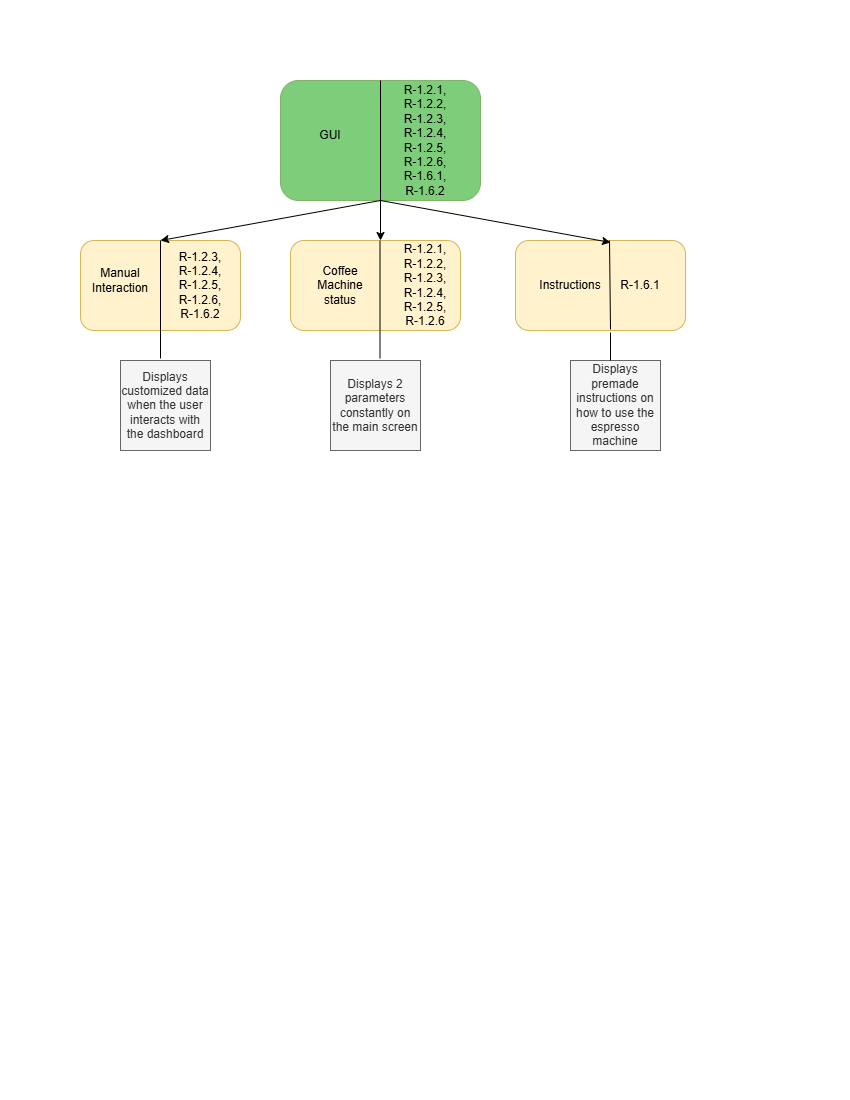 GUI
R-1.2.1,
R-1.2.2,
R-1.2.3,
R-1.2.4,
R-1.2.5,
R-1.2.6,
R-1.6.1,
R-1.6.2
Manual
Interaction
R-1.2.3,
R-1.2.4,
R-1.2.5,
R-1.2.6,
R-1.6.2
Coffee
Machine
status
R-1.2.1,
R-1.2.2,
R-1.2.3,
R-1.2.4,
R-1.2.5,
R-1.2.6
Instructions
R-1.6.1
Displays
customized data
when the user
interacts with
the dashboard
Displays 2
parameters
constantly on
the main screen
Displays
premade
instructions on
how to use the
espresso
machine